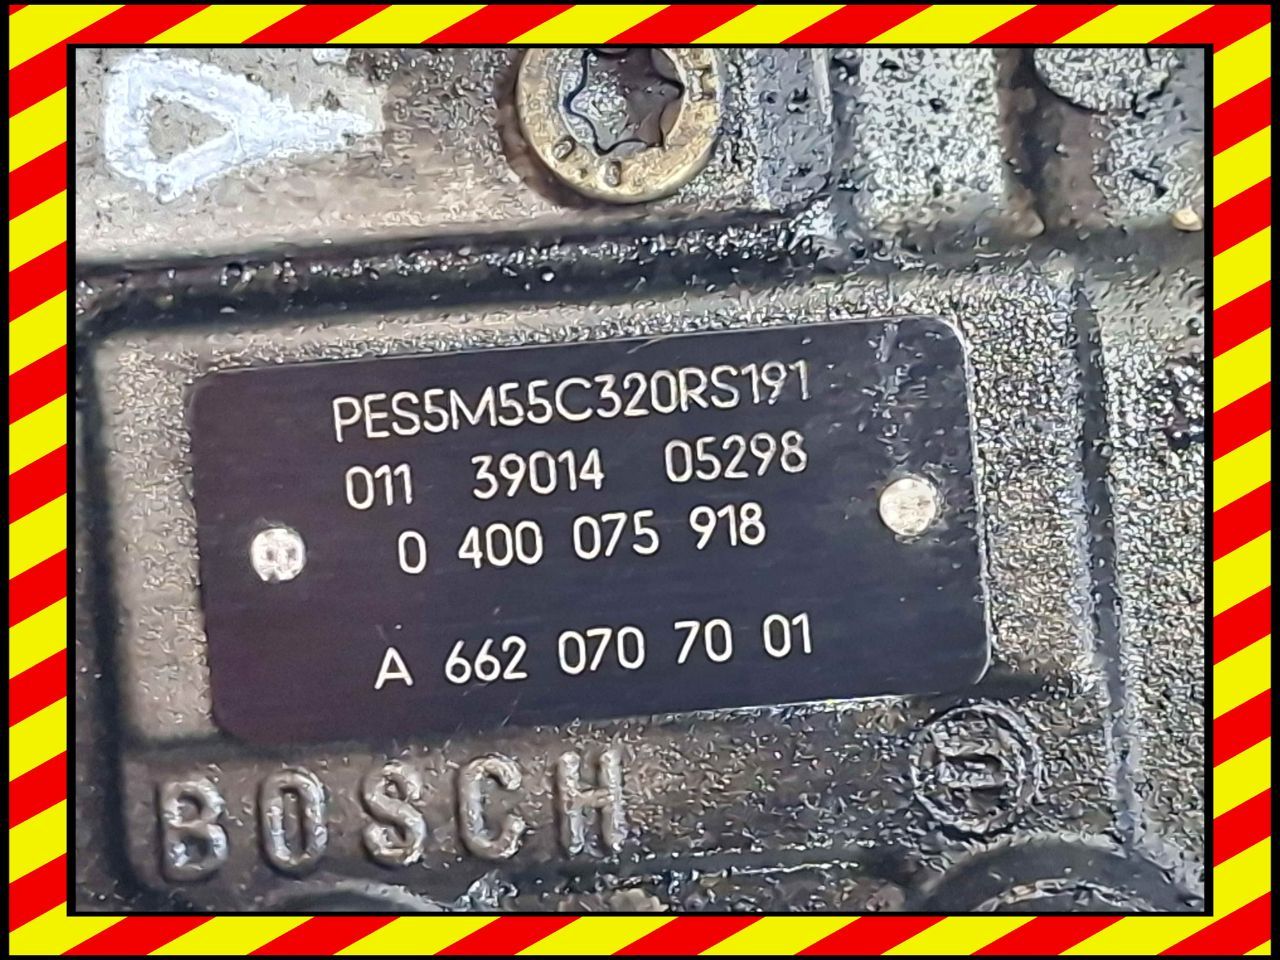 PES5M55C320RS191
011 39014 05298
0 400 075 918
A 662 070 70 01
BOSCH